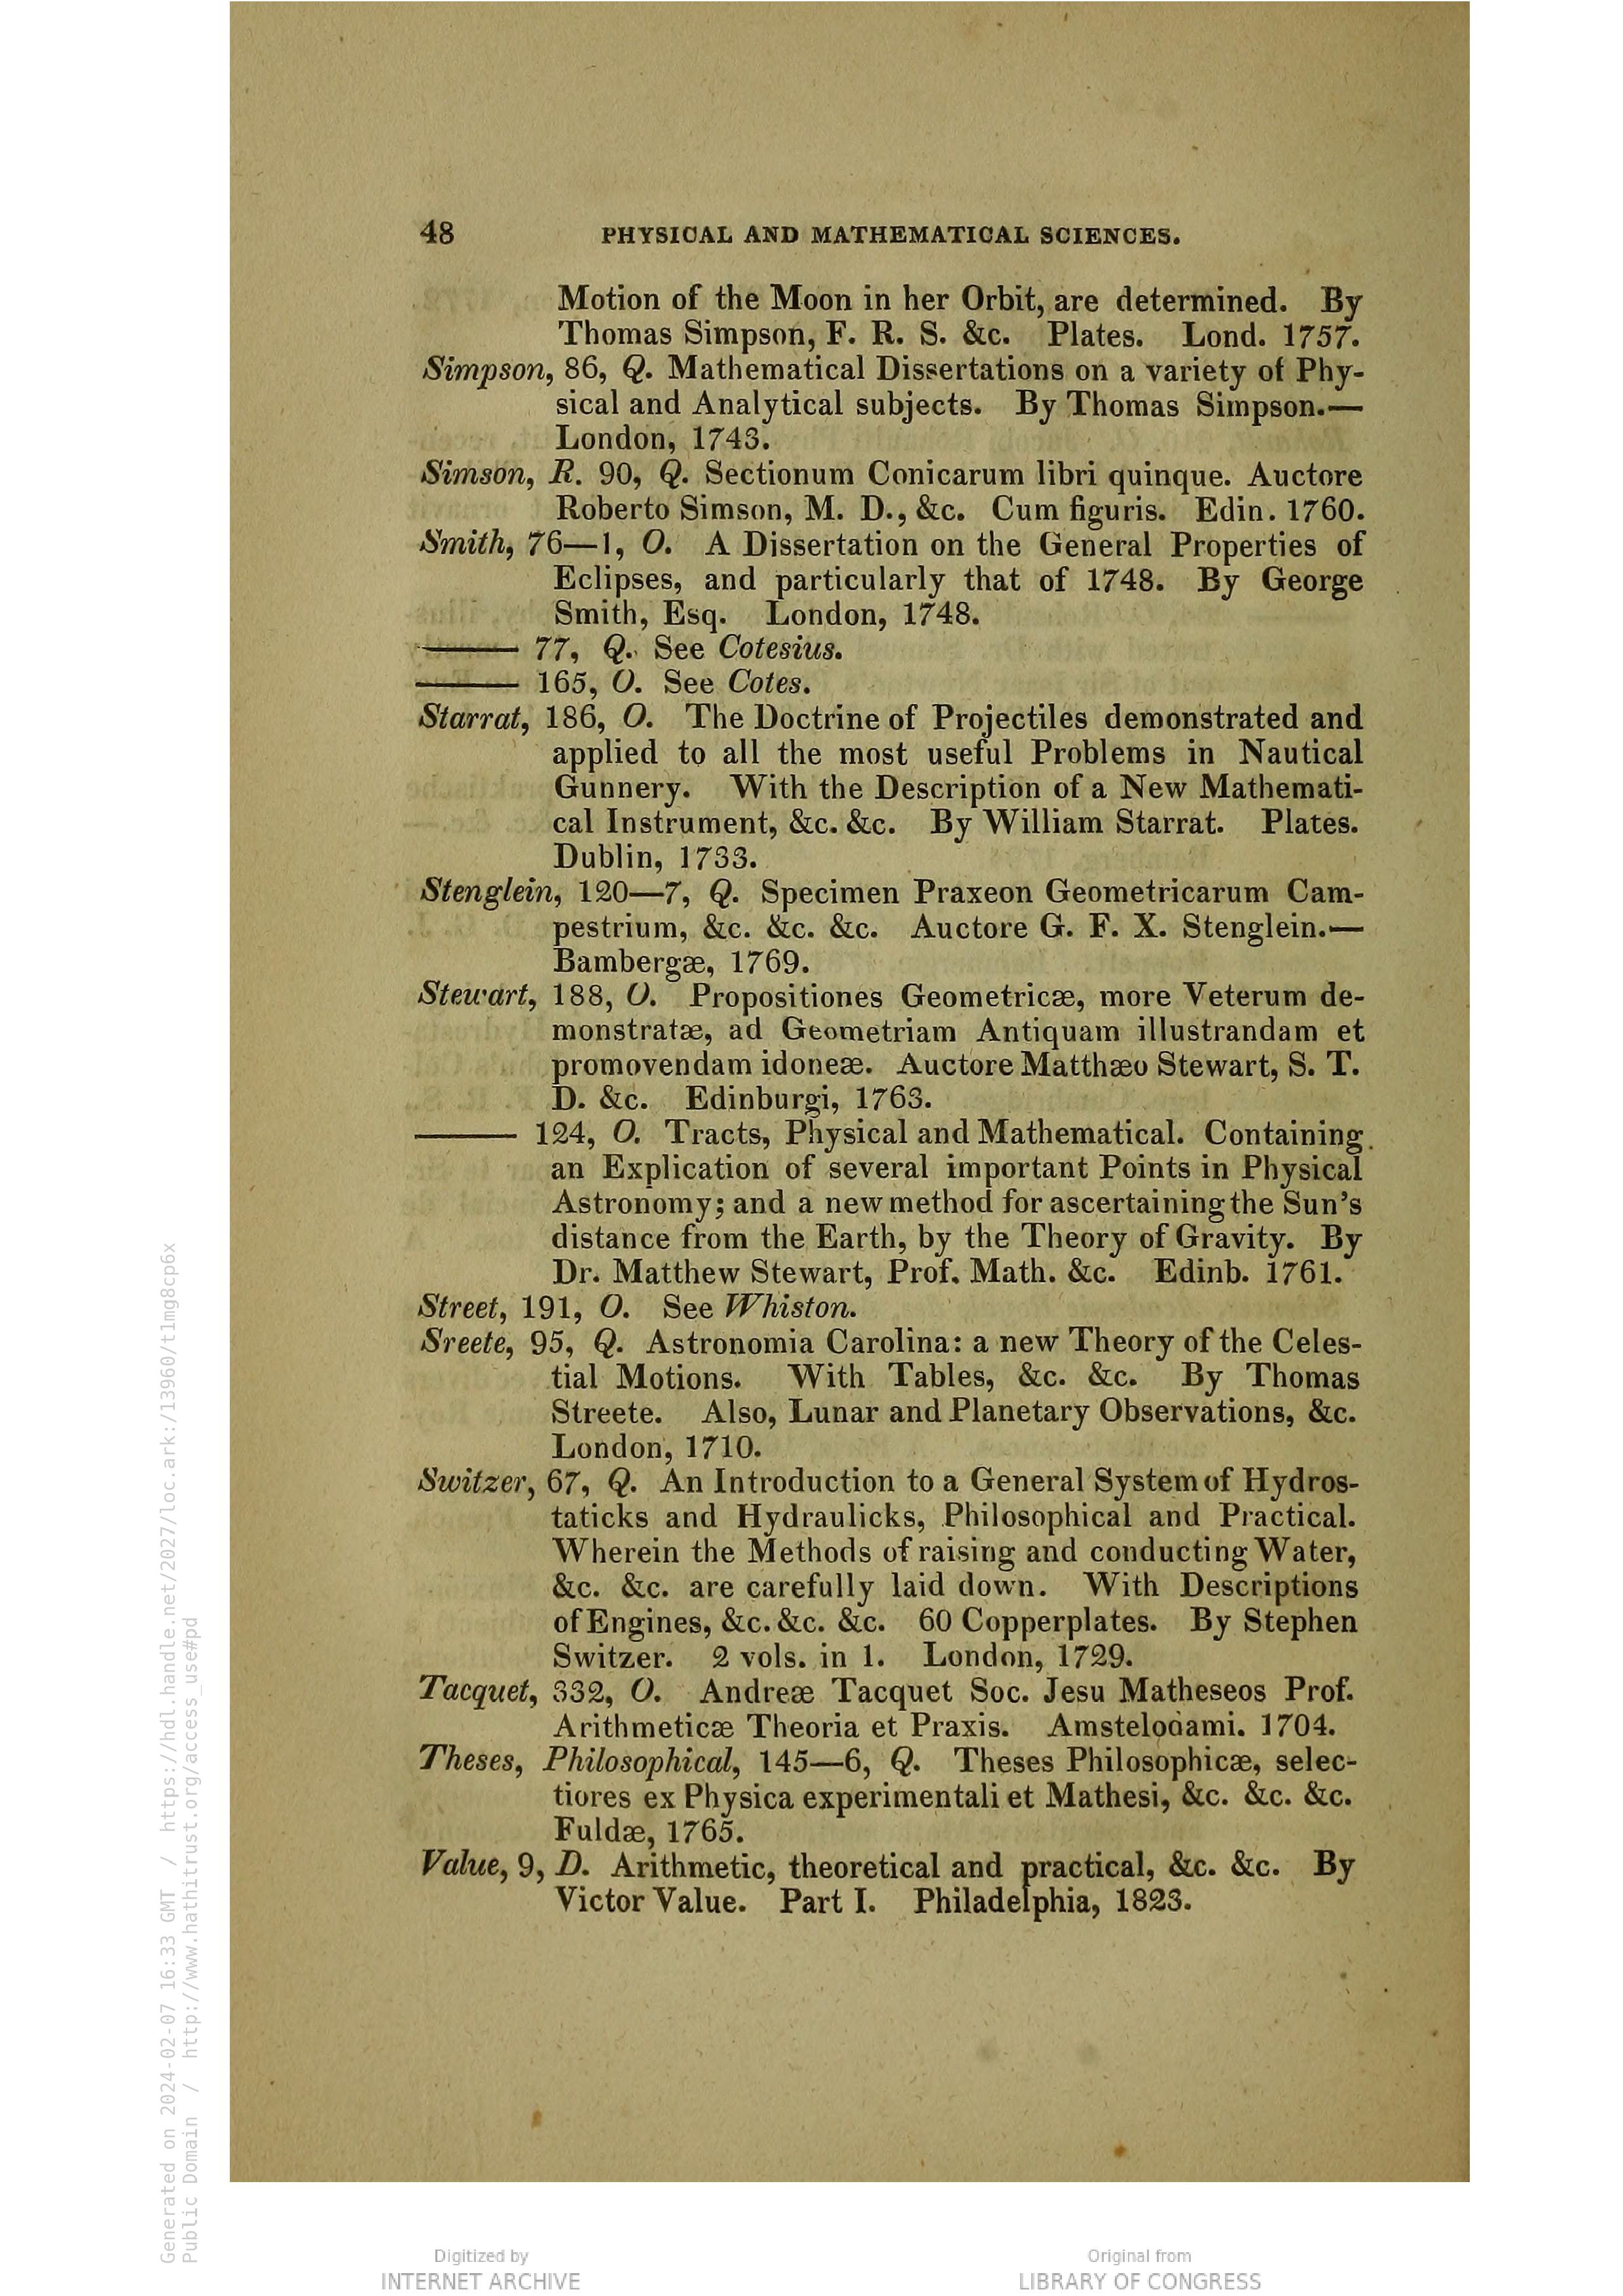 48 PHYSICAL AND MATHEMATICAL SCIENCES.
Motion of the Moon in her Orbit, are determined. By
Thomas Simpson, F. R. S. &c. Plates. Lond. 1757.
Simpson, 86, Q. Mathematical Dissertations on a variety of Phy-
sical and Analytical subjects. By Thomas Simpson.—
London, 1743.
Simson, R. 90, Q. Sectionum Conicarum libri quinque. Auctore
Roberto Simson, M. D., &c. Cum figuris. Edin. 1760.
Smith, 76—1, O. A Dissertation on the General Properties of
Eclipses, and particularly that of 1748. By George
Smith, Esq. London, 1748.
——— 77, Q. See Cotesius.
——— 165, O. See Cotes.
Starrat, 186, O. The Doctrine of Projectiles demonstrated and
applied to all the most useful Problems in Nautical
Gunnery. With the Description of a New Mathemati-
cal Instrument, &c. &c. By William Starrat. Plates.
Dublin, 1733.
Stenglein, 120—7, Q. Specimen Praxeon Geometricarum Cam-
pestrium, &c. &c. &c. Auctore G. F. X. Stenglein.—
Bambergæ, 1769.
Stewart, 188, O. Propositiones Geometricæ, more Veterum de-
monstratæ, ad Geometriam Antiquam illustrandam et
promovendam idoneæ. Auctore Matthæo Stewart, S. T.
D. &c. Edinburgi, 1763.
——— 124, O. Tracts, Physical and Mathematical. Containing
an Explication of several important Points in Physical
Astronomy; and a new method for ascertaining the Sun's
distance from the Earth, by the Theory of Gravity. By
Dr. Matthew Stewart, Prof. Math. &c. Edinb. 1761.
Street, 191, O. See Whiston.
Sreete, 95, Q. Astronomia Carolina: a new Theory of the Celes-
tial Motions. With Tables, &c. &c. By Thomas
Streete. Also, Lunar and Planetary Observations, &c.
London, 1710.
Switzer, 67, Q. An Introduction to a General System of Hydros-
taticks and Hydraulicks, Philosophical and Practical.
Wherein the Methods of raising and conducting Water,
&c. &c. are carefully laid down. With Descriptions
of Engines, &c. &c. &c. 60 Copperplates. By Stephen
Switzer. 2 vols. in 1. London, 1729.
Tacquet, 332, O. Andreæ Tacquet Soc. Jesu Matheseos Prof.
Arithmeticæ Theoria et Praxis. Amstelodami. 1704.
Theses, Philosophical, 145—6, Q. Theses Philosophicæ, selec-
tiores ex Physica experimentali et Mathesi, &c. &c. &c.
Fuldæ, 1765.
Value, 9, D. Arithmetic, theoretical and practical, &c. &c. By
Victor Value. Part I. Philadelphia, 1823.
Generated on 2024-02-07 16:33 GMT / https://hdl.handle.net/2027/loc.ark:/13960/t1mg8cp6x
Public Domain / http://www.hathitrust.org/access_use#pd
Digitized by
INTERNET ARCHIVE
Original from
LIBRARY OF CONGRESS